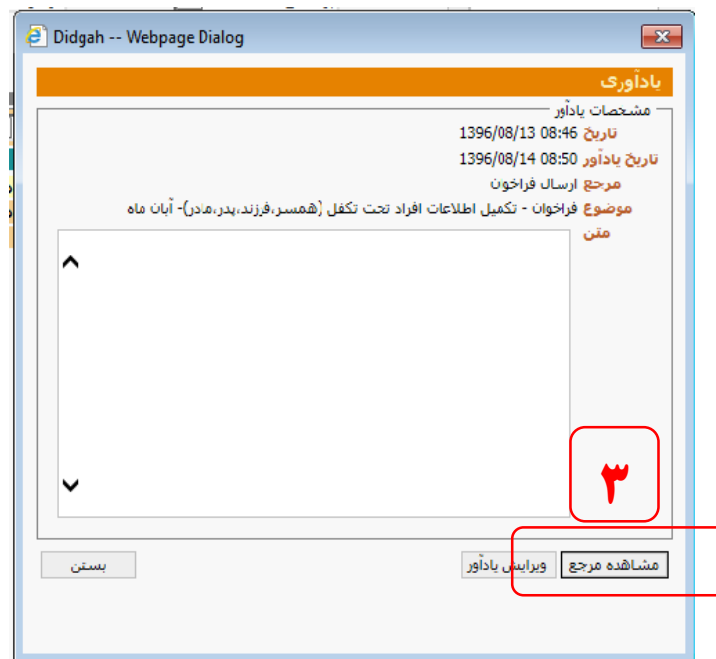 Didgah -- Webpage Dialog
یادآوری
مشخصات یادآور
تاریخ 1396/08/13 08:46
تاریخ یادآور 1396/08/14 08:50
مرجع ارسال فراخون
موضوع فراخوان - تکمیل اطلاعات افراد تحت تکفل (همسر،فرزند،پدر،مادر)- آبان ماه
متن
۳
مشاهده مرجع ویرایش یادآور بستن